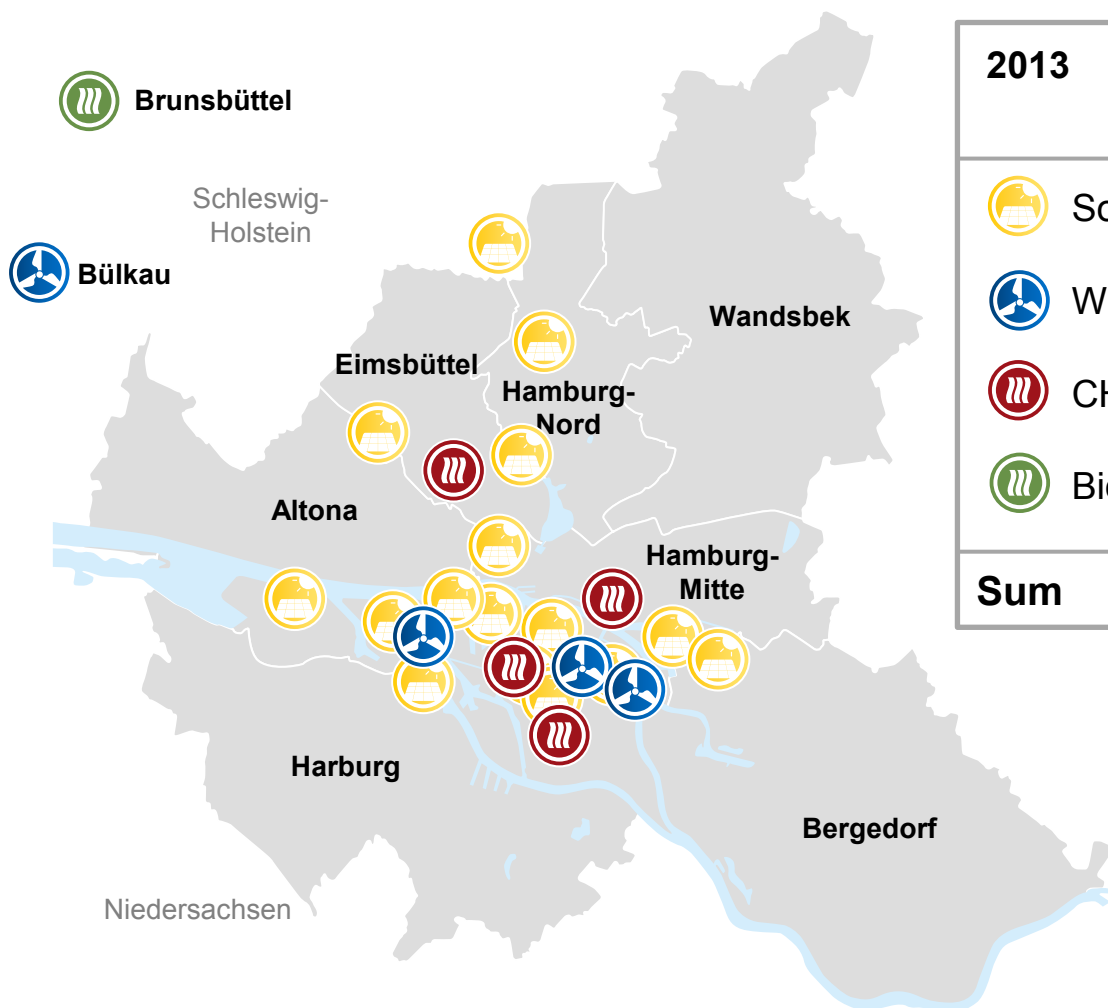 2013
Brunsbüttel
Schleswig-
Holstein
Bülkau
Wandsbek
Eimsbüttel
Hamburg-
Nord
Altona
Hamburg-
Mitte
Sum
Harburg
Bergedorf
Niedersachsen